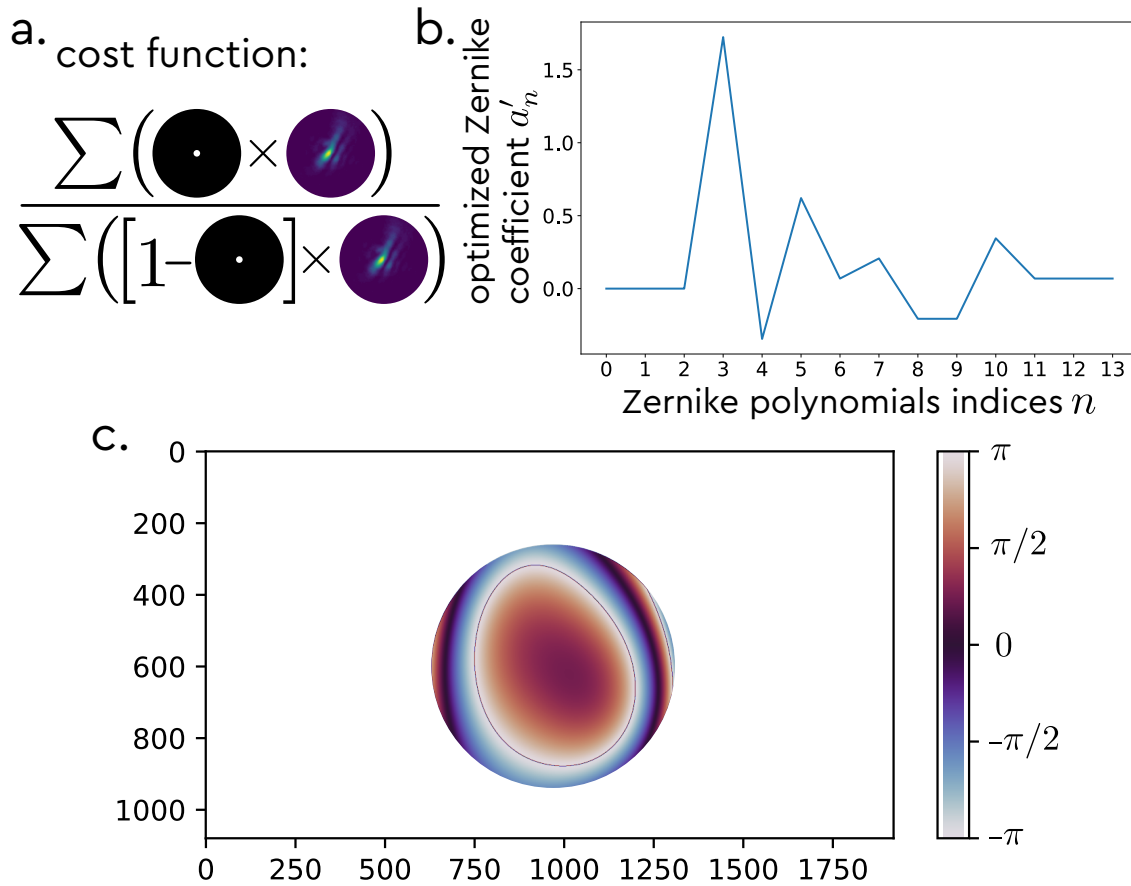 a.
cost function:
∑(×)
∑([1–]×)
b.
optimized Zernike
coefficient a′ₙ
1.5
1.0
0.5
0.0
0 1 2 3 4 5 6 7 8 9 10 11 12 13
Zernike polynomials indices n
c.
0
200
400
600
800
1000
0 250 500 750 1000 1250 1500 1750
π
π/2
0
–π/2
–π